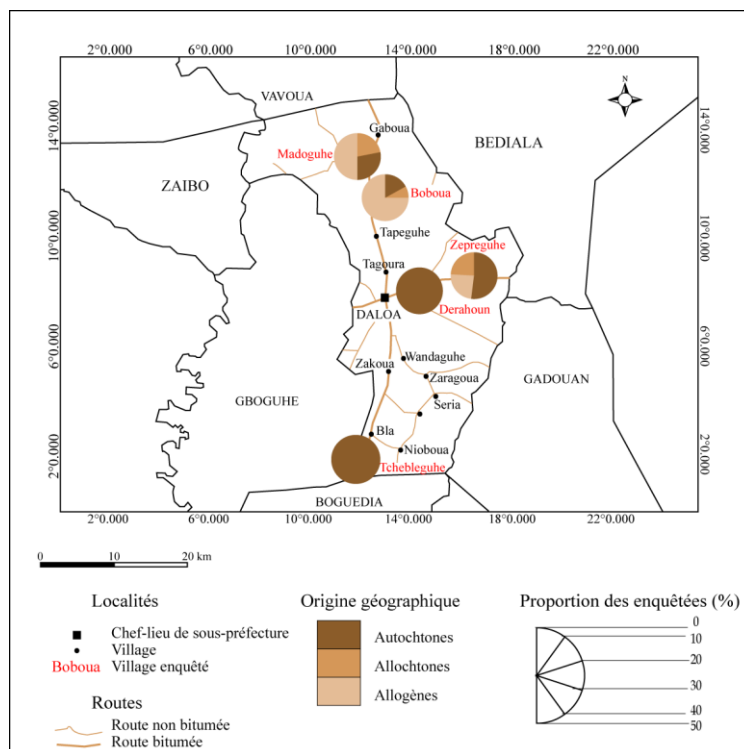 2°0.000 6°0.000 10°0.000 14°0.000 18°0.000 22°0.000
N
VAVOUA
14°0.000 14°0.000
Gaboua
BEDIALA
Madoguhe
ZAIBO
Boboua
10°0.000 Tapeguhe Zepreguhe 10°0.000
Tagoura
DALOA Derahoun
6°0.000 6°0.000
Wandaguhe
Zakoua
Zaragoua
GBOGUHE GADOUAN
Seria
Bla
Nioboua
2°0.000 2°0.000
Tchebleguhe
BOGUEDIA
2°0.000 6°0.000 10°0.000 14°0.000 18°0.000 22°0.000
0 10 20 km
Localités
Chef-lieu de sous-préfecture
Village
Boboua Village enquêté
Routes
Route non bitumée
Route bitumée
Origine géographique
Autochtones
Allochtones
Allogènes
Proportion des enquêtées (%)
0
10
20
30
40
50